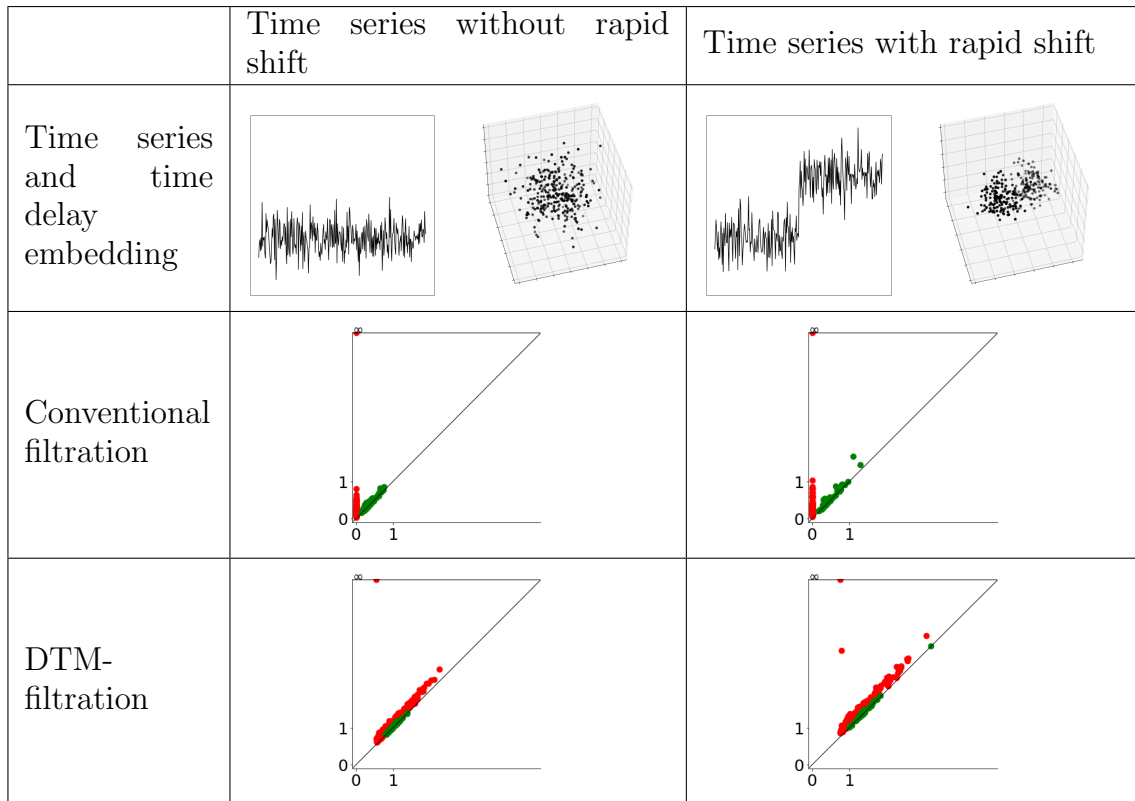 Time series without rapid
shift
Time series with rapid shift
Time series
and time
delay
embedding
Conventional
filtration
∞
1
0
0 1
∞
1
0
0 1
DTM-
filtration
∞
1
0
0 1
∞
1
0
0 1